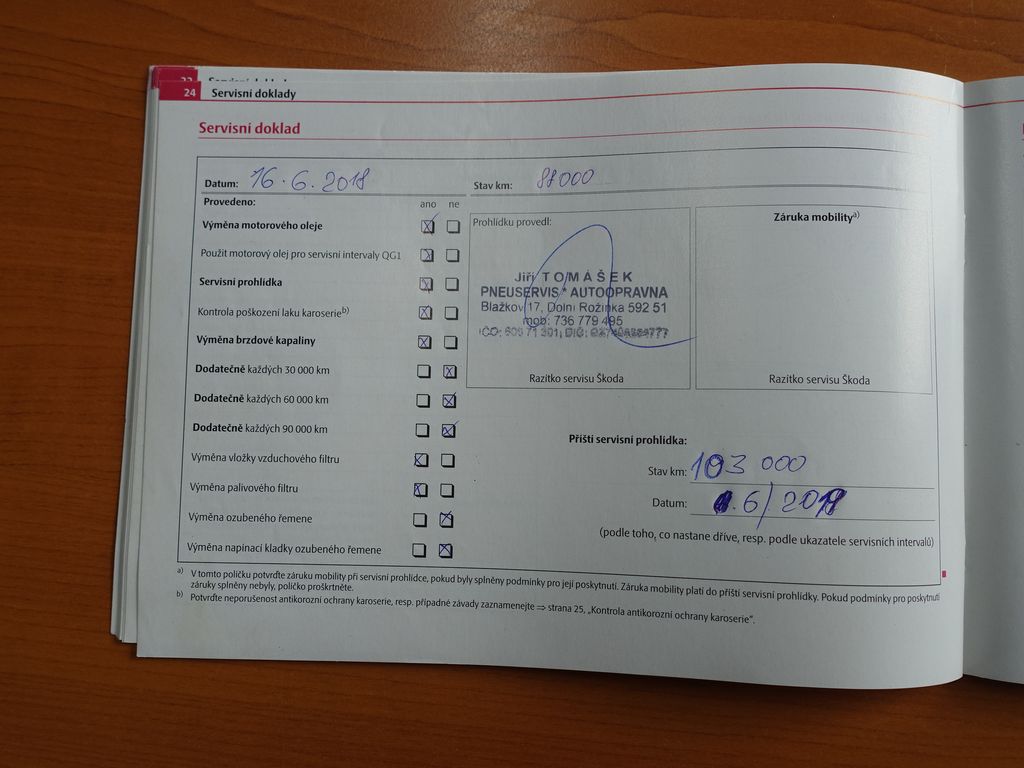 24 Servisní doklady
Servisní doklad
Datum: 16.6.2018 Stav km: 88000
Provedeno: ano ne
Výměna motorového oleje
Použit motorový olej pro servisní intervaly QG1
Servisní prohlídka
Kontrola poškození laku karoserie b)
Výměna brzdové kapaliny
Dodatečně každých 30 000 km
Dodatečně každých 60 000 km
Dodatečně každých 90 000 km
Výměna vložky vzduchového filtru
Výměna palivového filtru
Výměna ozubeného řemene
Výměna napínací kladky ozubeného řemene
Prohlídku provedl:
Jiří TOMÁŠEK
PNEUSERVIS * AUTOOPRAVNA
Blažkov 17, Dolní Rožínka 592 51
mob: 736 779 495
Razítko servisu Škoda
Záruka mobility a)
Razítko servisu Škoda
Příští servisní prohlídka:
Stav km: 103 000
Datum: 6/201
(podle toho, co nastane dříve, resp. podle ukazatele servisních intervalů)
a) V tomto políčku potvrďte záruku mobility při servisní prohlídce, pokud byly splněny podmínky pro její poskytnutí. Záruka mobility platí do příští servisní prohlídky. Pokud podmínky pro poskytnutí
záruky splněny nebyly, políčko proškrtněte.
b) Potvrďte neporušenost antikorozní ochrany karoserie, resp. případné závady zaznamenejte ⇒ strana 25, „Kontrola antikorozní ochrany karoserie“.